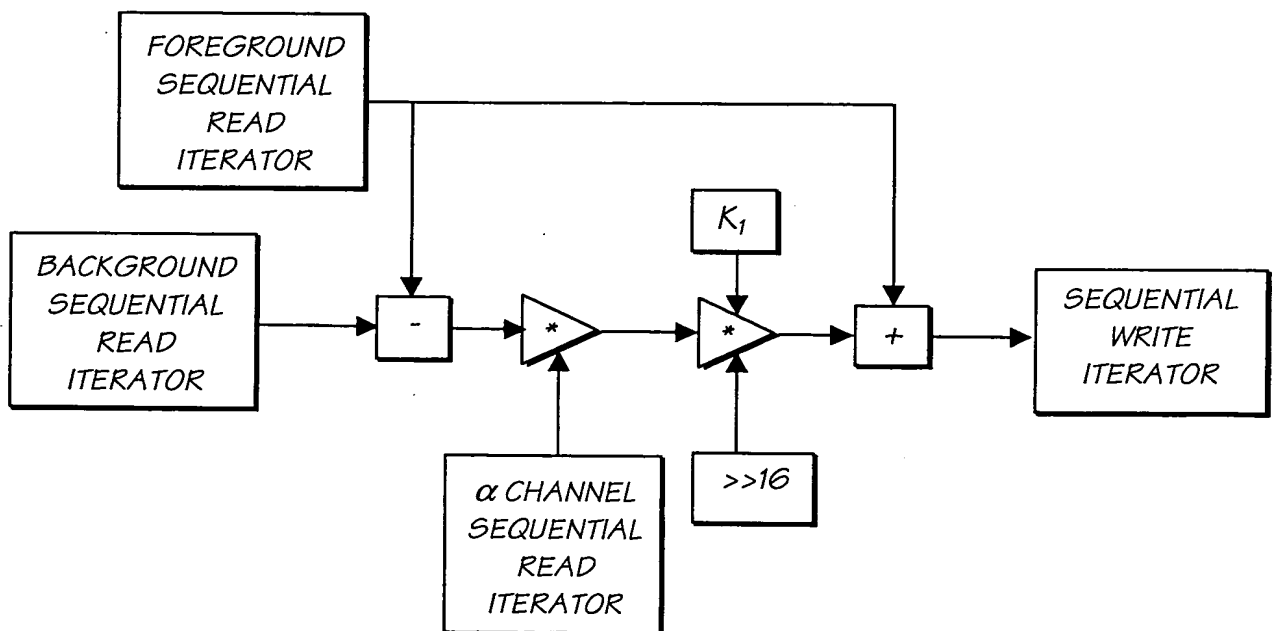 FOREGROUND
SEQUENTIAL
READ
ITERATOR
K₁
BACKGROUND
SEQUENTIAL
READ
ITERATOR
-
*
*
+
SEQUENTIAL
WRITE
ITERATOR
α CHANNEL
SEQUENTIAL
READ
ITERATOR
>>16